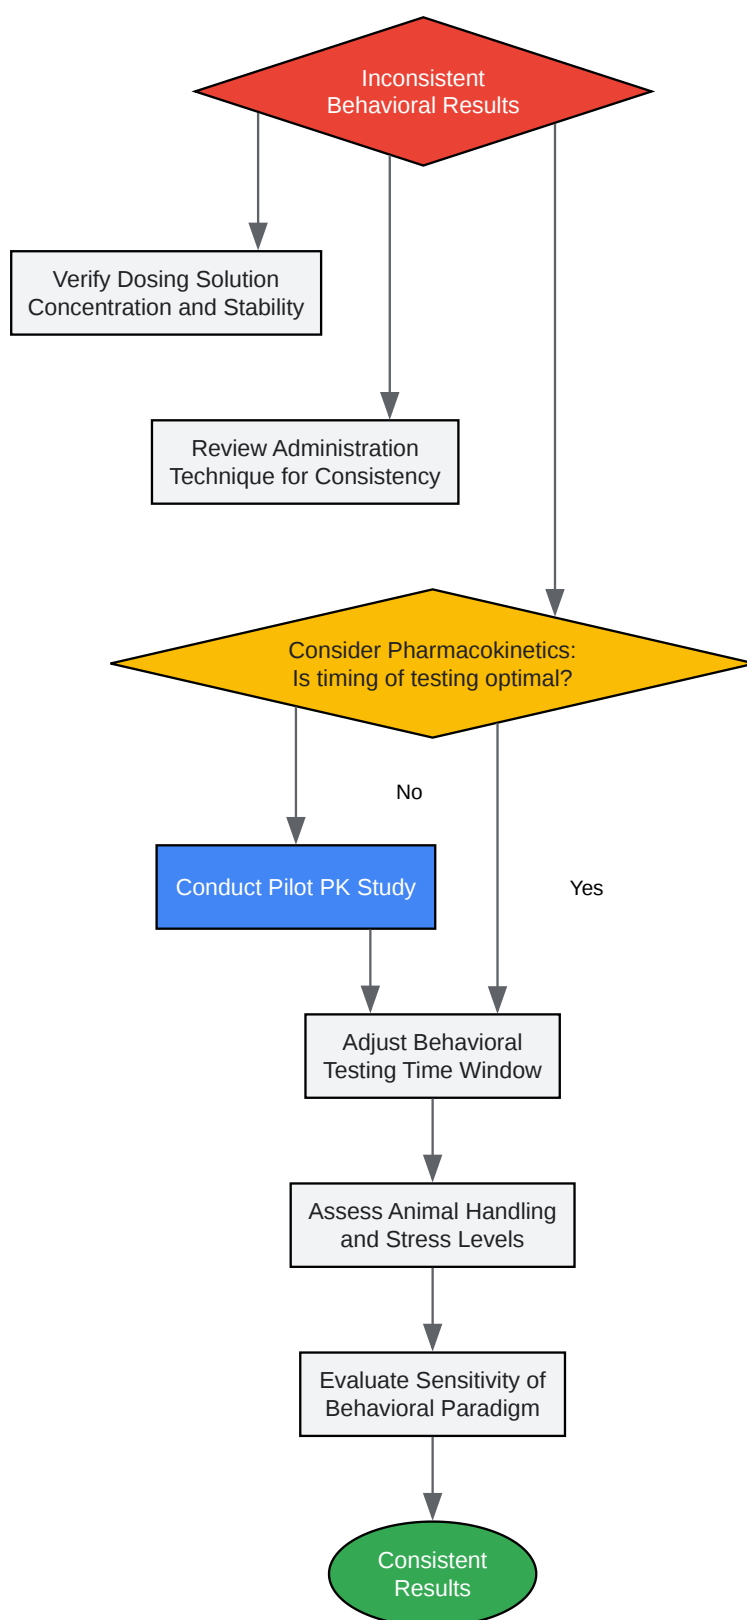 Inconsistent
Behavioral Results
Verify Dosing Solution
Concentration and Stability
Review Administration
Technique for Consistency
Consider Pharmacokinetics:
Is timing of testing optimal?
No
Conduct Pilot PK Study
Yes
Adjust Behavioral
Testing Time Window
Assess Animal Handling
and Stress Levels
Evaluate Sensitivity of
Behavioral Paradigm
Consistent
Results